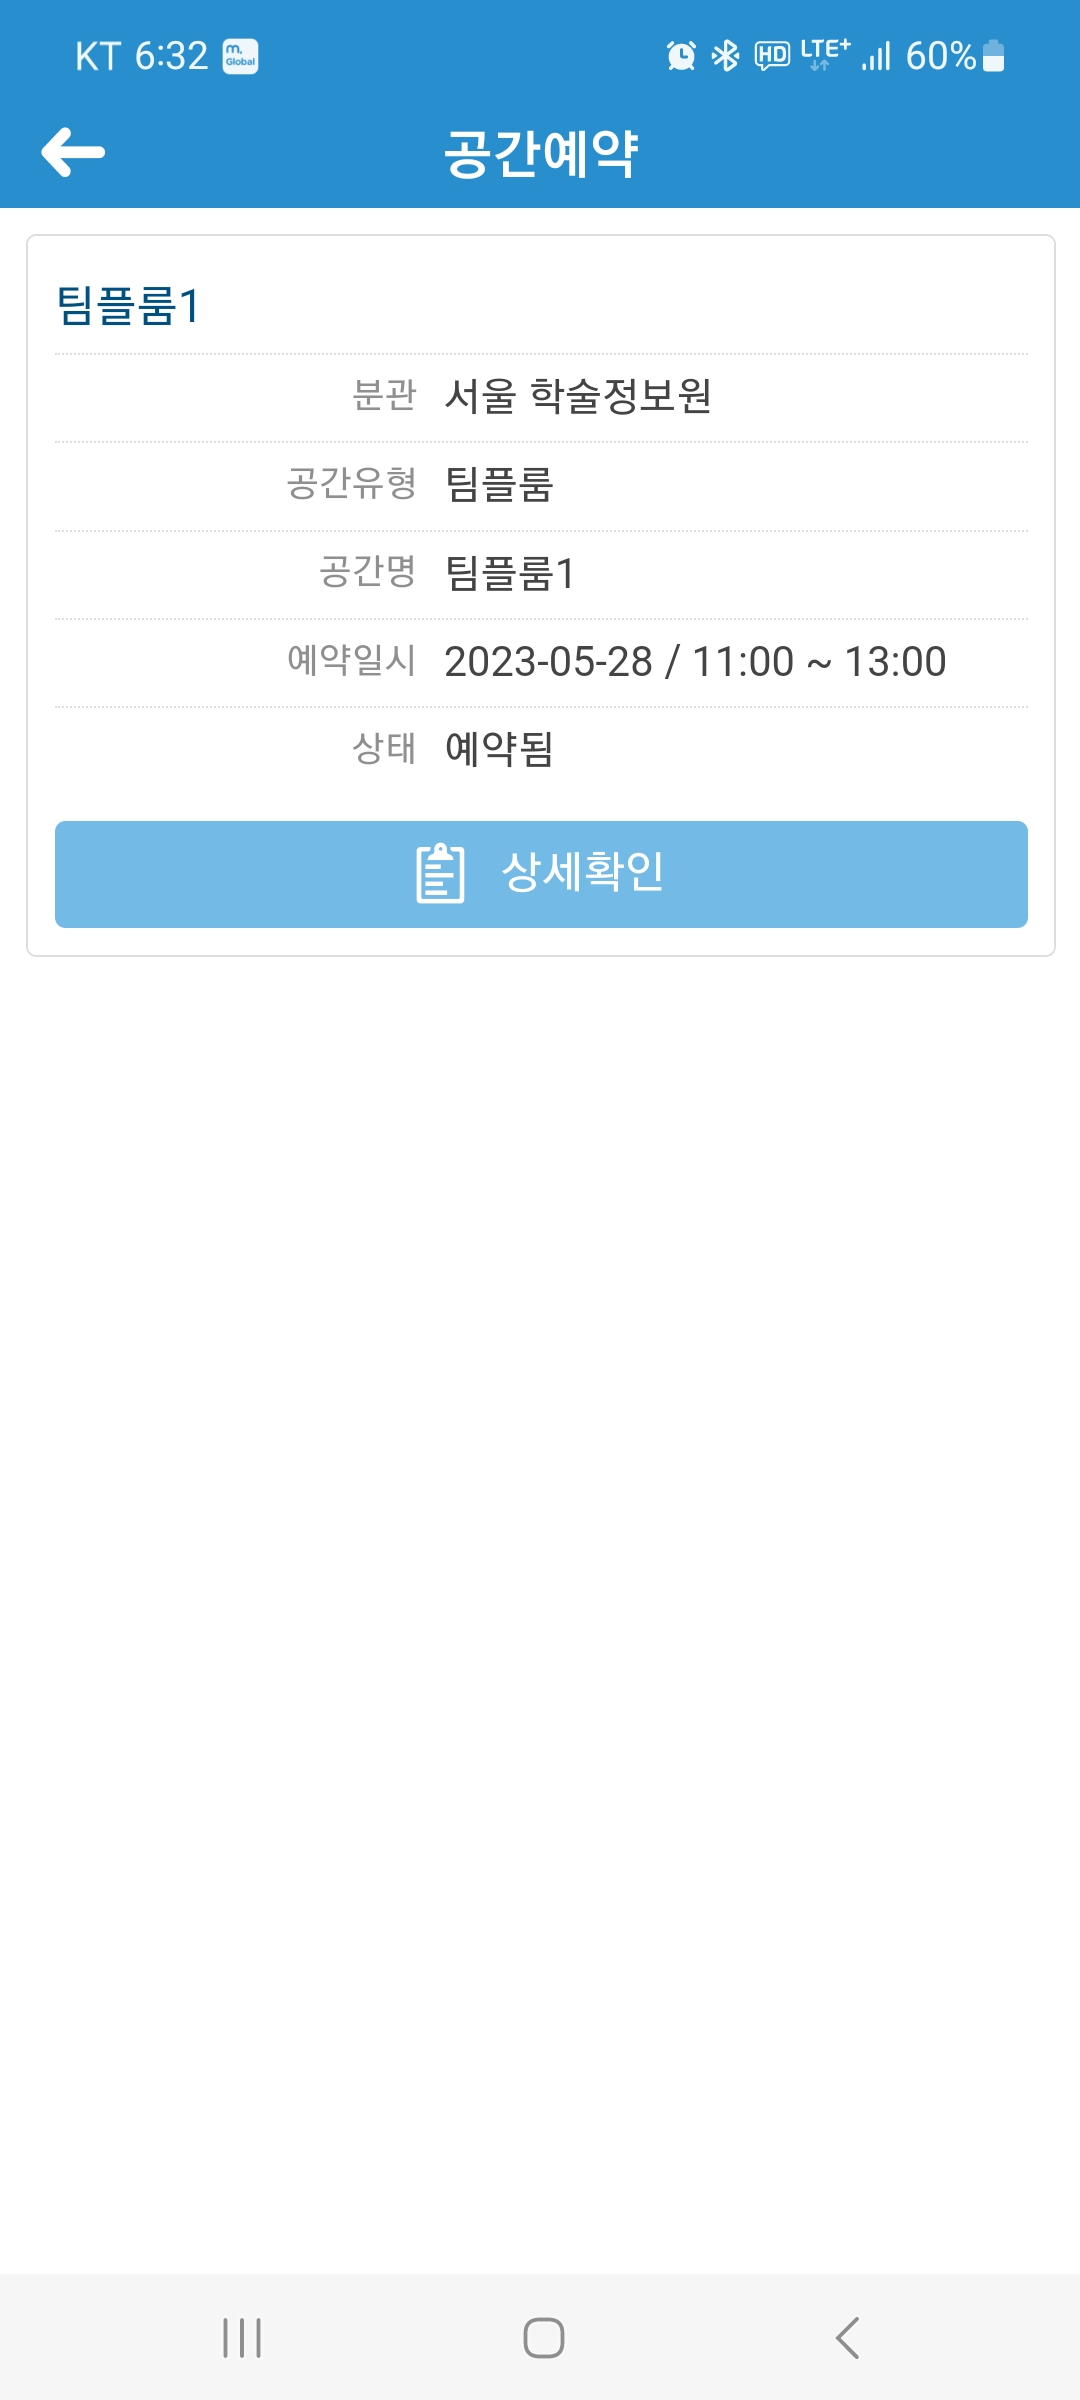 KT 6:32 m. Global HD LTE+ 60%
공간예약
팀플룸1
분관 서울 학술정보원
공간유형 팀플룸
공간명 팀플룸1
예약일시 2023-05-28 / 11:00 ~ 13:00
상태 예약됨
상세확인